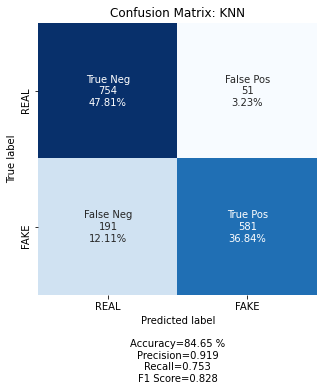 Confusion Matrix: KNN
True Neg
754
47.81%
False Pos
51
3.23%
False Neg
191
12.11%
True Pos
581
36.84%
REAL
FAKE
True label
REAL
FAKE
Predicted label
Accuracy=84.65 %
Precision=0.919
Recall=0.753
F1 Score=0.828